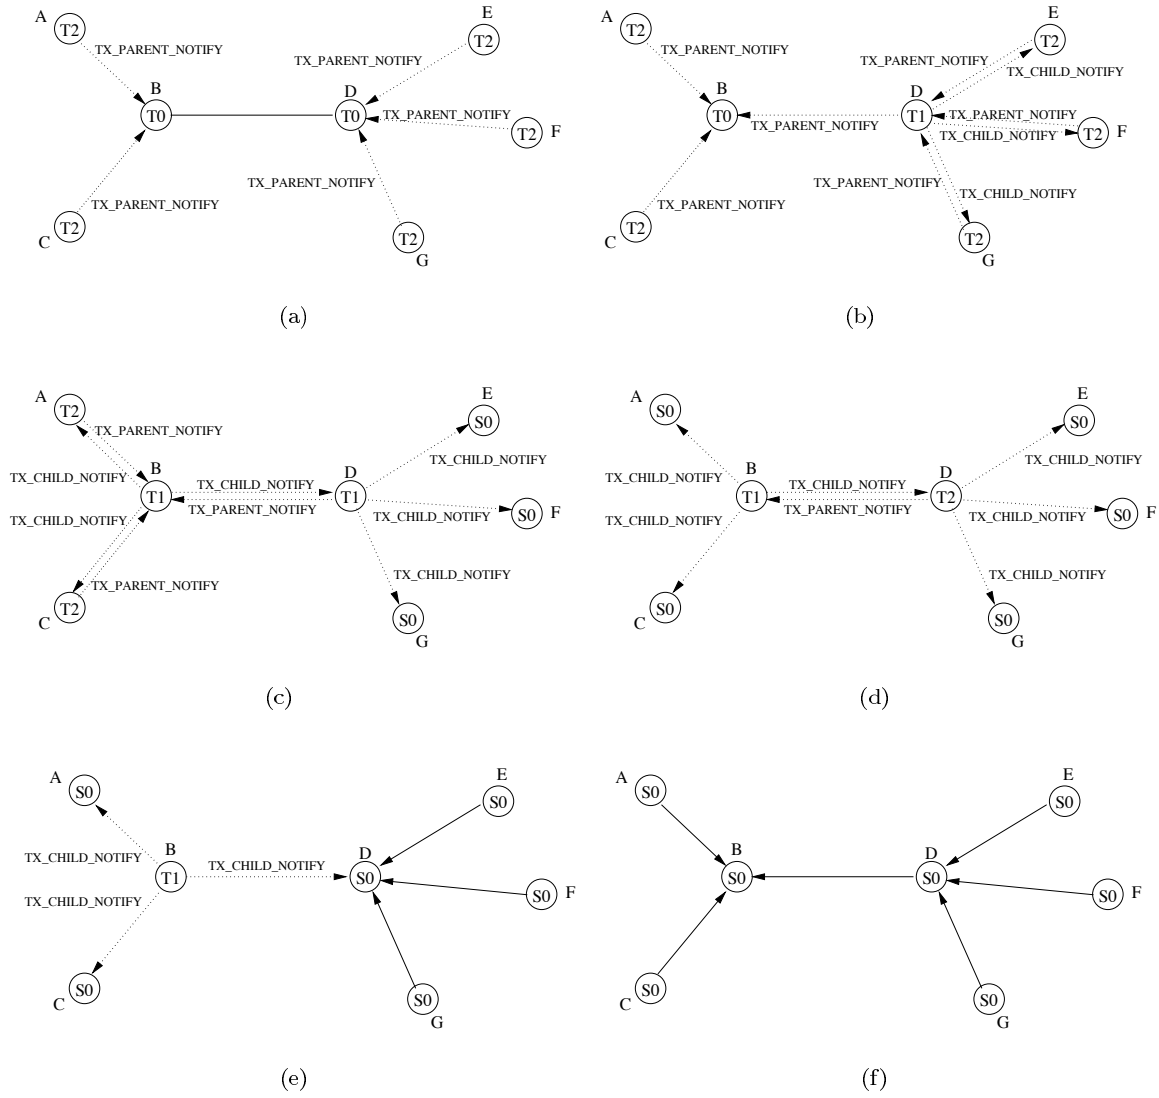 A
T2
TX_PARENT_NOTIFY
E
T2
TX_PARENT_NOTIFY
B
T0
D
T0
TX_PARENT_NOTIFY
T2
F
TX_PARENT_NOTIFY
TX_PARENT_NOTIFY
C
T2
T2
G
(a)
A
T2
TX_PARENT_NOTIFY
E
T2
TX_PARENT_NOTIFY
TX_CHILD_NOTIFY
B
T0
D
T1
TX_PARENT_NOTIFY
TX_PARENT_NOTIFY
TX_CHILD_NOTIFY
T2
F
TX_PARENT_NOTIFY
TX_CHILD_NOTIFY
TX_PARENT_NOTIFY
C
T2
T2
G
(b)
A
T2
TX_PARENT_NOTIFY
E
S0
TX_CHILD_NOTIFY
TX_CHILD_NOTIFY
B
T1
TX_CHILD_NOTIFY
TX_PARENT_NOTIFY
D
T1
TX_CHILD_NOTIFY
S0
F
TX_CHILD_NOTIFY
TX_PARENT_NOTIFY
TX_CHILD_NOTIFY
C
T2
S0
G
(c)
A
S0
E
S0
TX_CHILD_NOTIFY
TX_CHILD_NOTIFY
B
T1
TX_CHILD_NOTIFY
TX_PARENT_NOTIFY
D
T2
TX_CHILD_NOTIFY
S0
F
TX_CHILD_NOTIFY
TX_CHILD_NOTIFY
C
S0
S0
G
(d)
A
S0
E
S0
TX_CHILD_NOTIFY
B
T1
TX_CHILD_NOTIFY
D
S0
S0
F
TX_CHILD_NOTIFY
C
S0
S0
G
(e)
A
S0
E
S0
B
S0
D
S0
S0
F
C
S0
S0
G
(f)